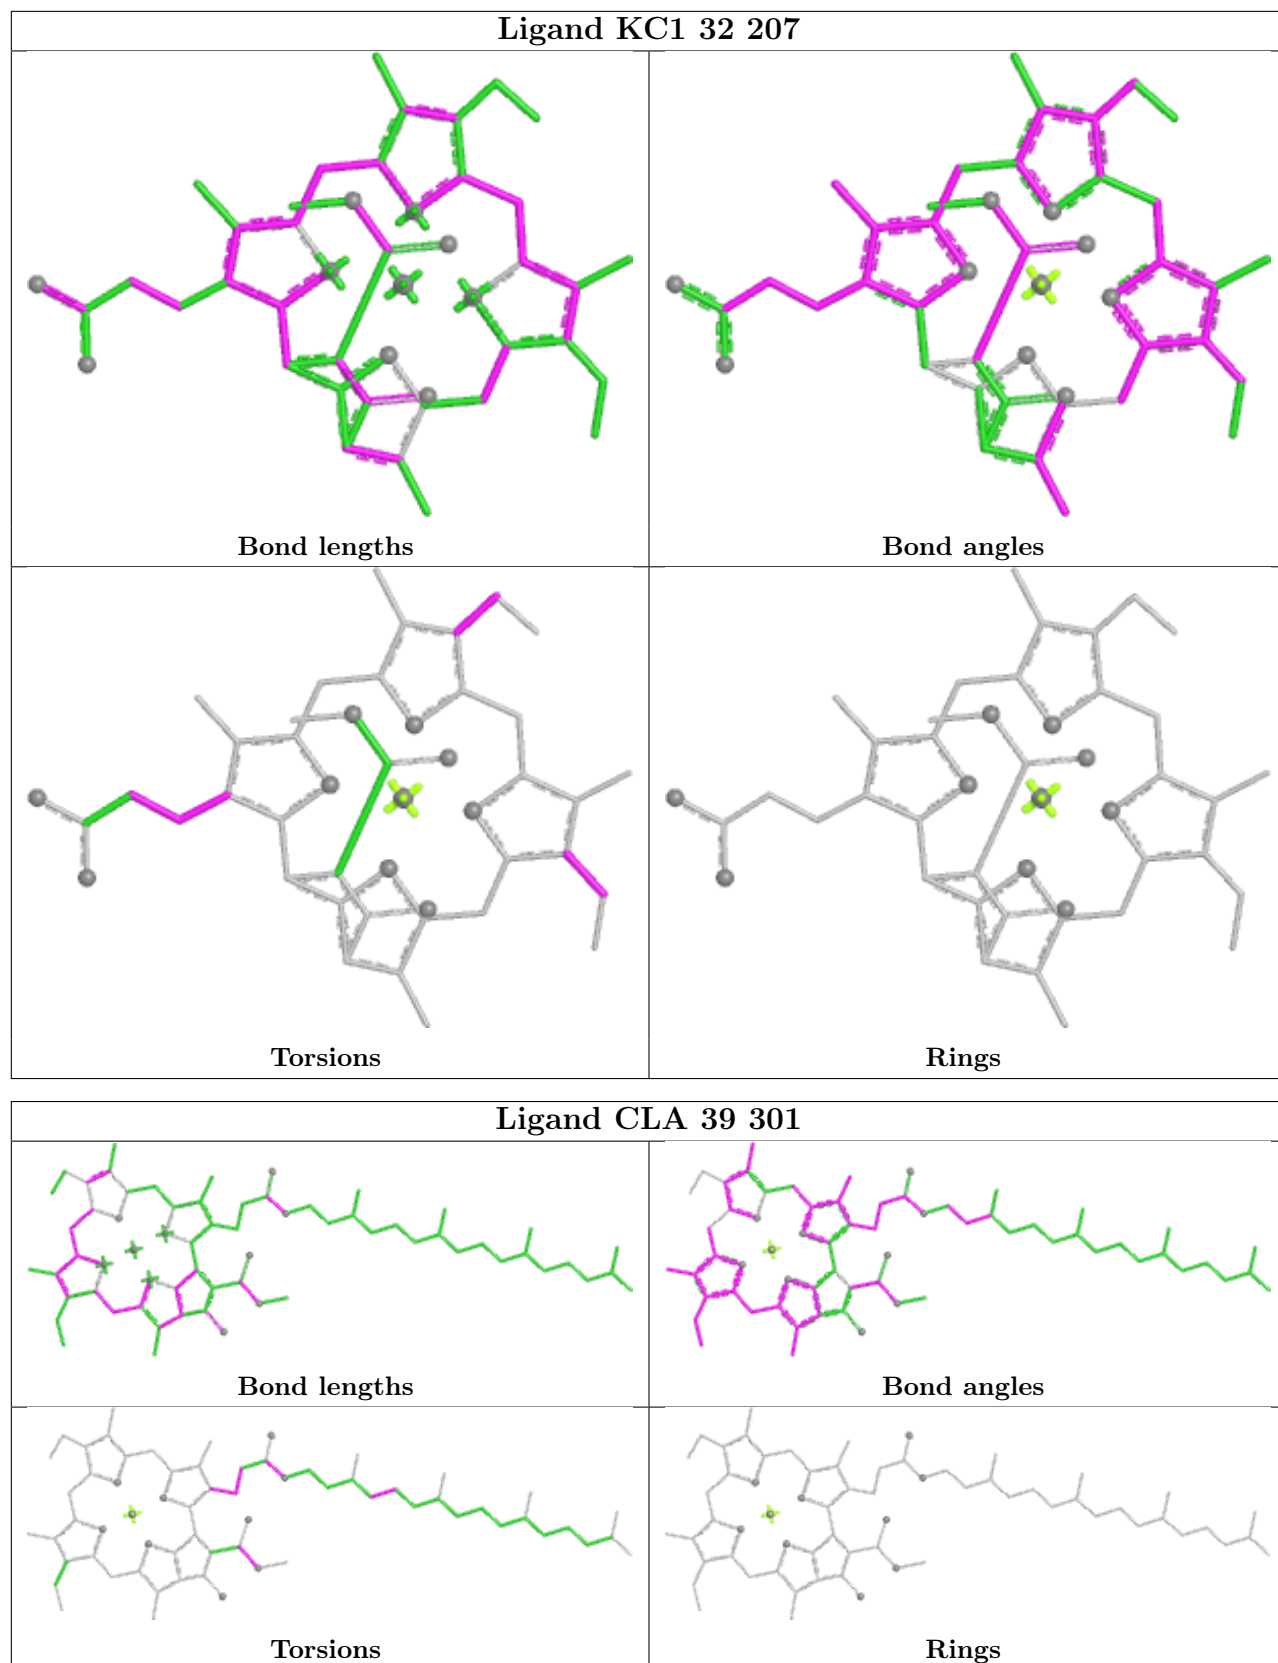 Ligand KC1 32 207
Bond lengths
Bond angles
Torsions
Rings
Ligand CLA 39 301
Bond lengths
Bond angles
Torsions
Rings